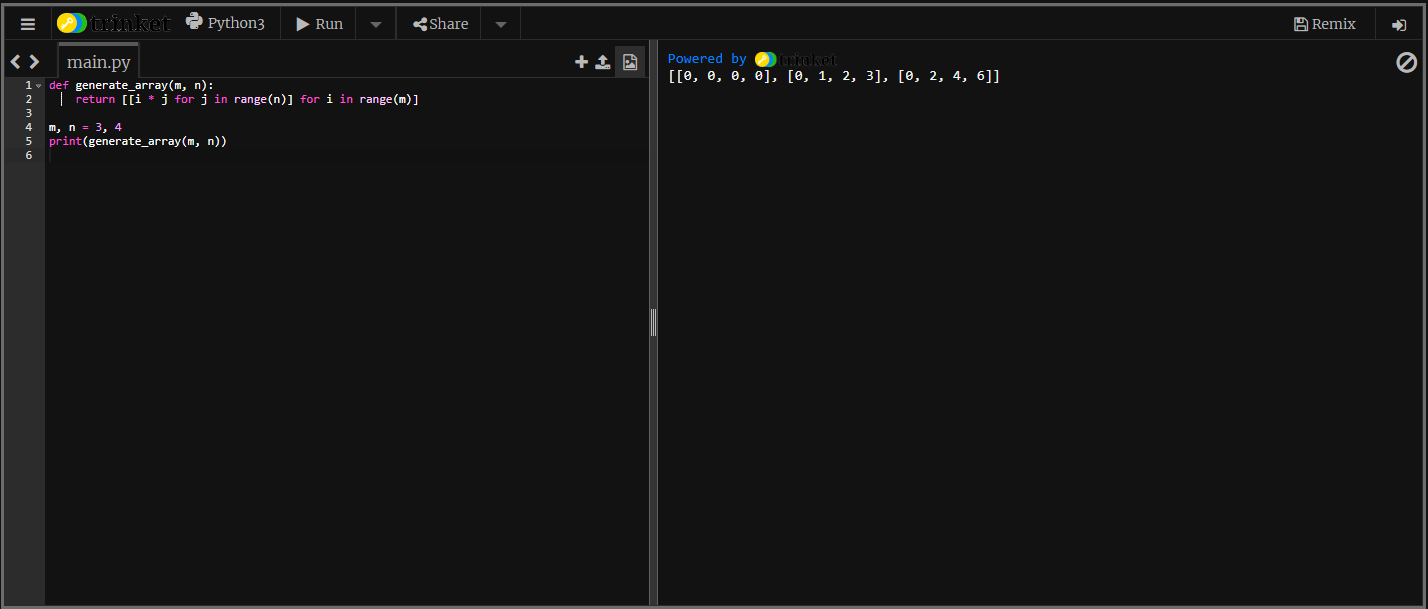 trinket Python3 Run Share Remix
main.py
1 def generate_array(m, n):
2 return [[i * j for j in range(n)] for i in range(m)]
3
4 m, n = 3, 4
5 print(generate_array(m, n))
6
Powered by trinket
[[0, 0, 0, 0], [0, 1, 2, 3], [0, 2, 4, 6]]